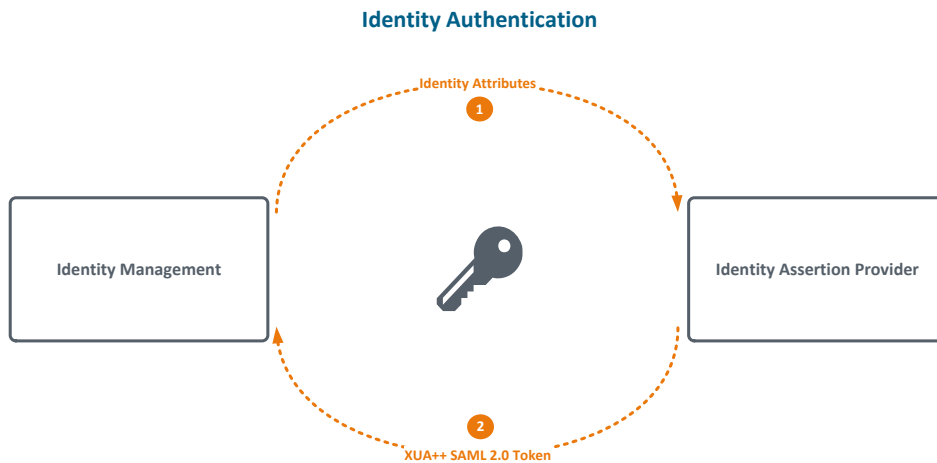 Identity Authentication
Identity Attributes
1
Identity Management
Identity Assertion Provider
2
XUA++ SAML 2.0 Token